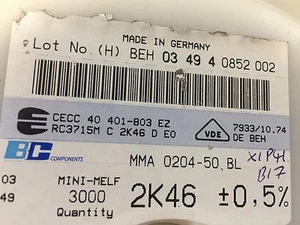 MADE IN GERMANY
Lot No. (H) BEH 03 49 4 0852 002
CECC 40 401-803 EZ
RC3715M C 2K46 D E0
VDE
7933/10.74
DE BEH
BC COMPONENTS
MMA 0204-50, BL
X1P41
B17
03
MINI-MELF
2K46 ±0,5%
49
3000
Quantity